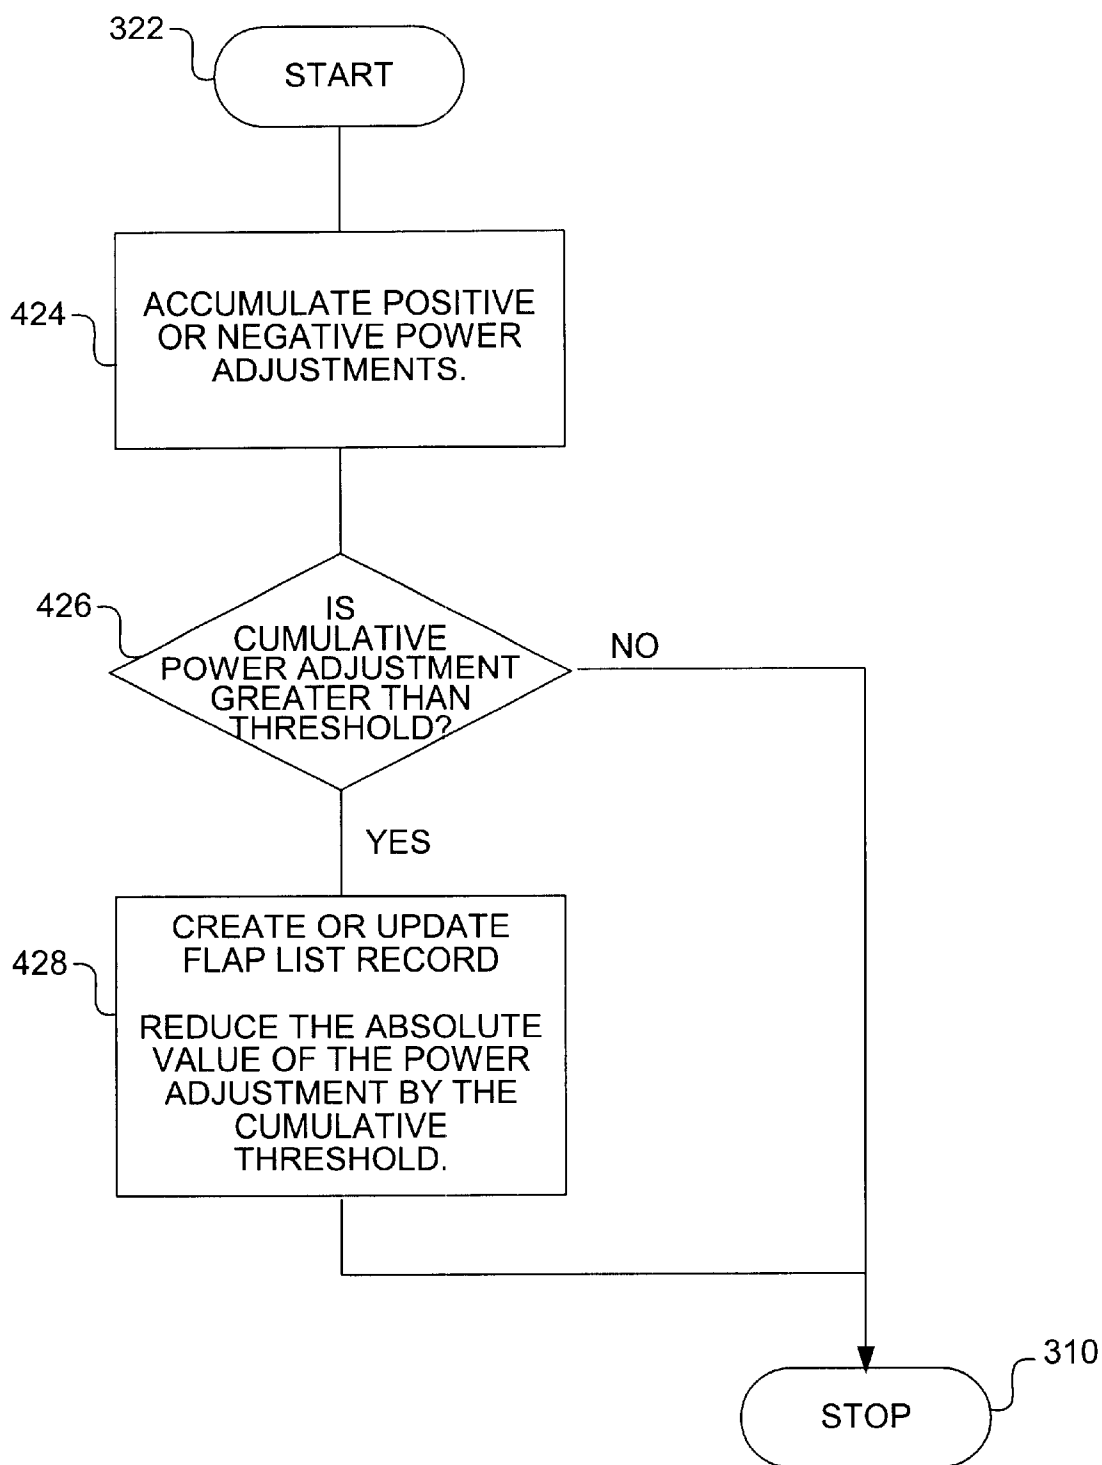 322
START
424
ACCUMULATE POSITIVE
OR NEGATIVE POWER
ADJUSTMENTS.
426
IS
CUMULATIVE
POWER ADJUSTMENT
GREATER THAN
THRESHOLD?
NO
YES
428
CREATE OR UPDATE
FLAP LIST RECORD
REDUCE THE ABSOLUTE
VALUE OF THE POWER
ADJUSTMENT BY THE
CUMULATIVE
THRESHOLD.
310
STOP